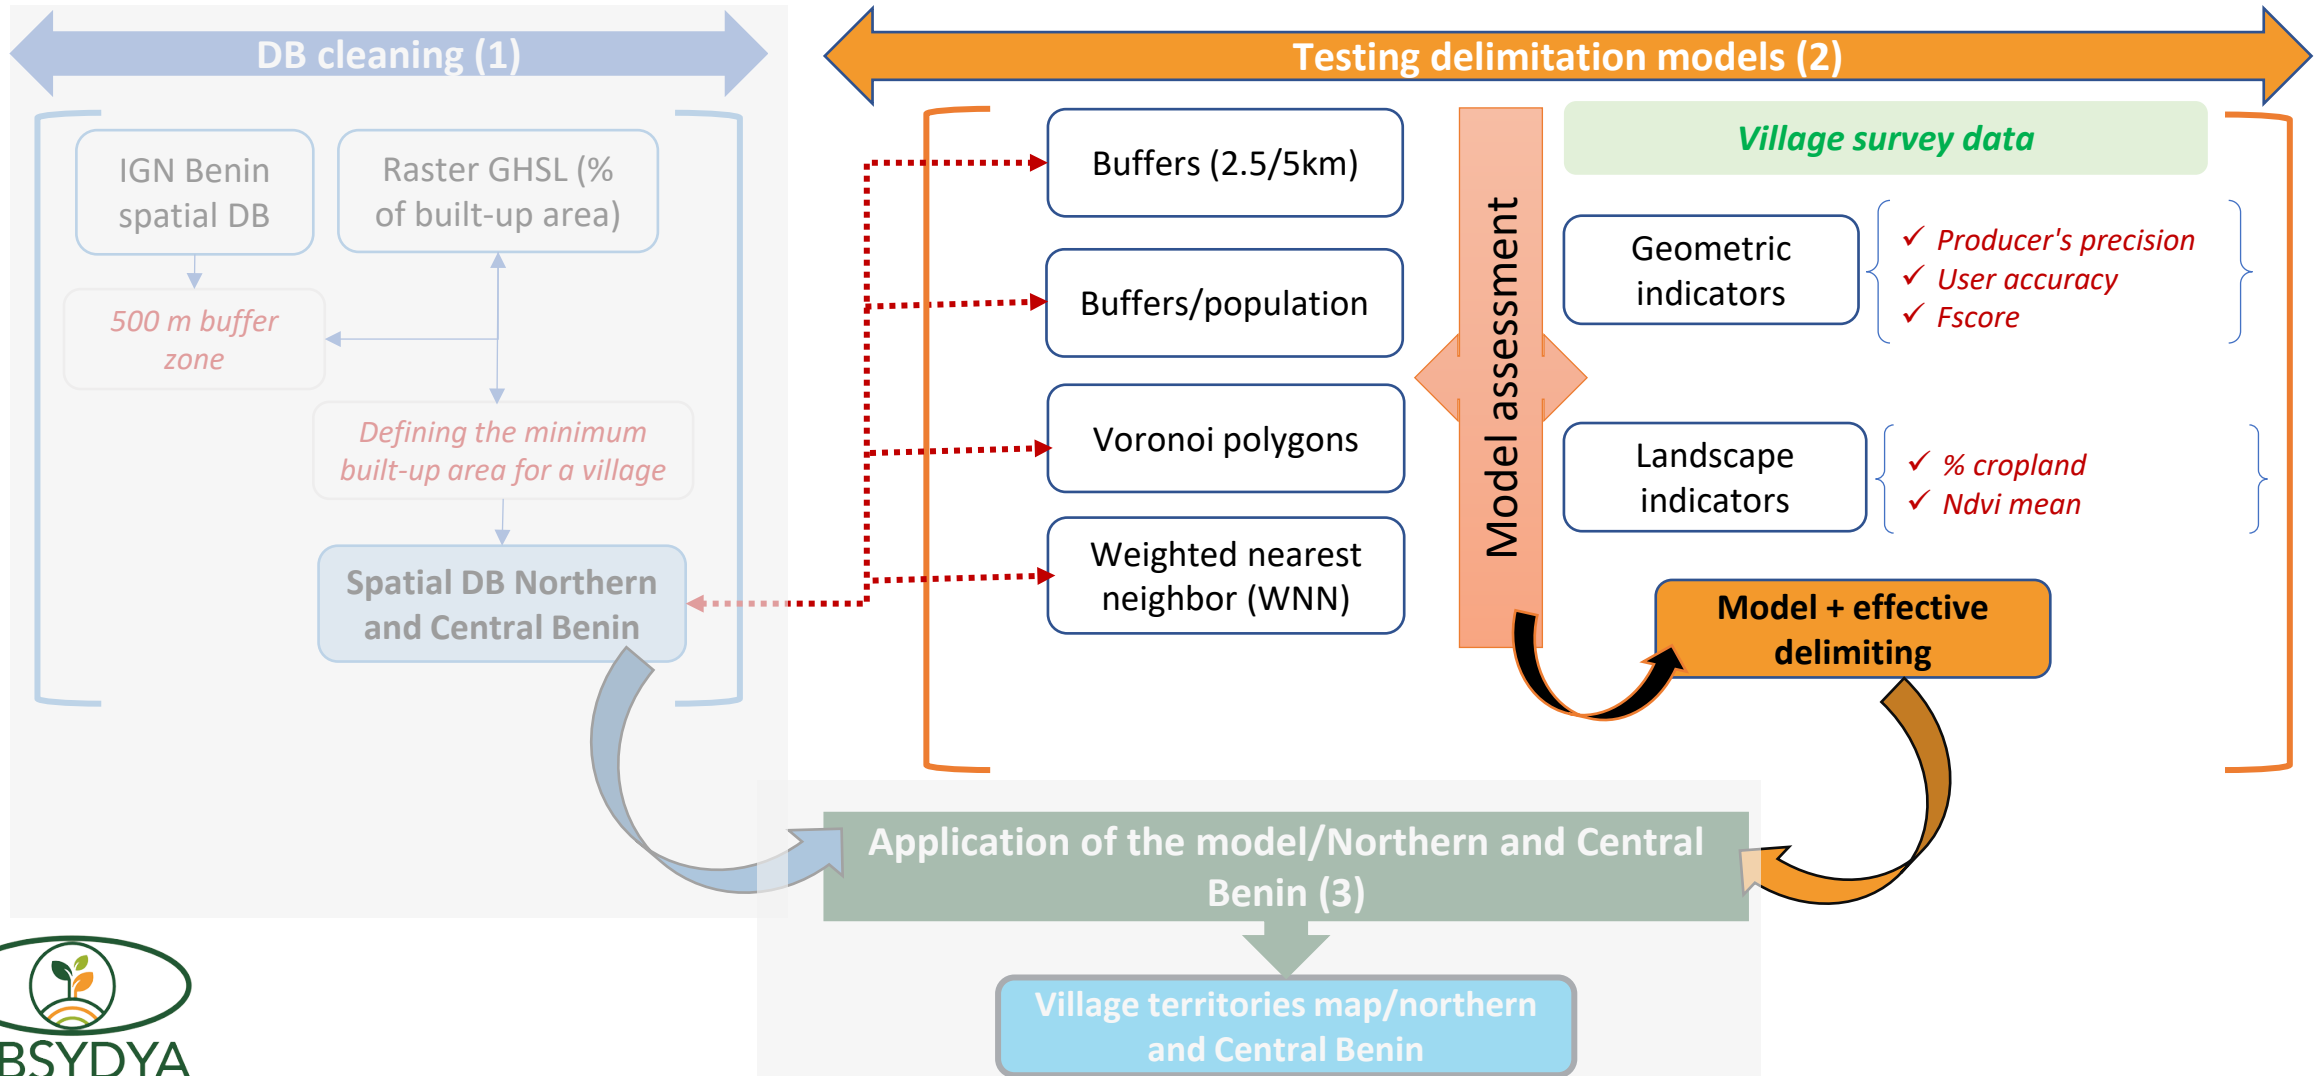 DB cleaning (1)
IGN Benin
spatial DB
Raster GHSL (%
of built-up area)
500 m buffer
zone
Defining the minimum
built-up area for a village
Spatial DB Northern
and Central Benin
Testing delimitation models (2)
Buffers (2.5/5km)
Buffers/population
Voronoi polygons
Weighted nearest
neighbor (WNN)
Model assessment
Village survey data
Geometric
indicators
✓ Producer's precision
✓ User accuracy
✓ Fscore
Landscape
indicators
✓ % cropland
✓ Ndvi mean
Model + effective
delimiting
Application of the model/Northern and Central
Benin (3)
Village territories map/northern
and Central Benin
BSYDYA